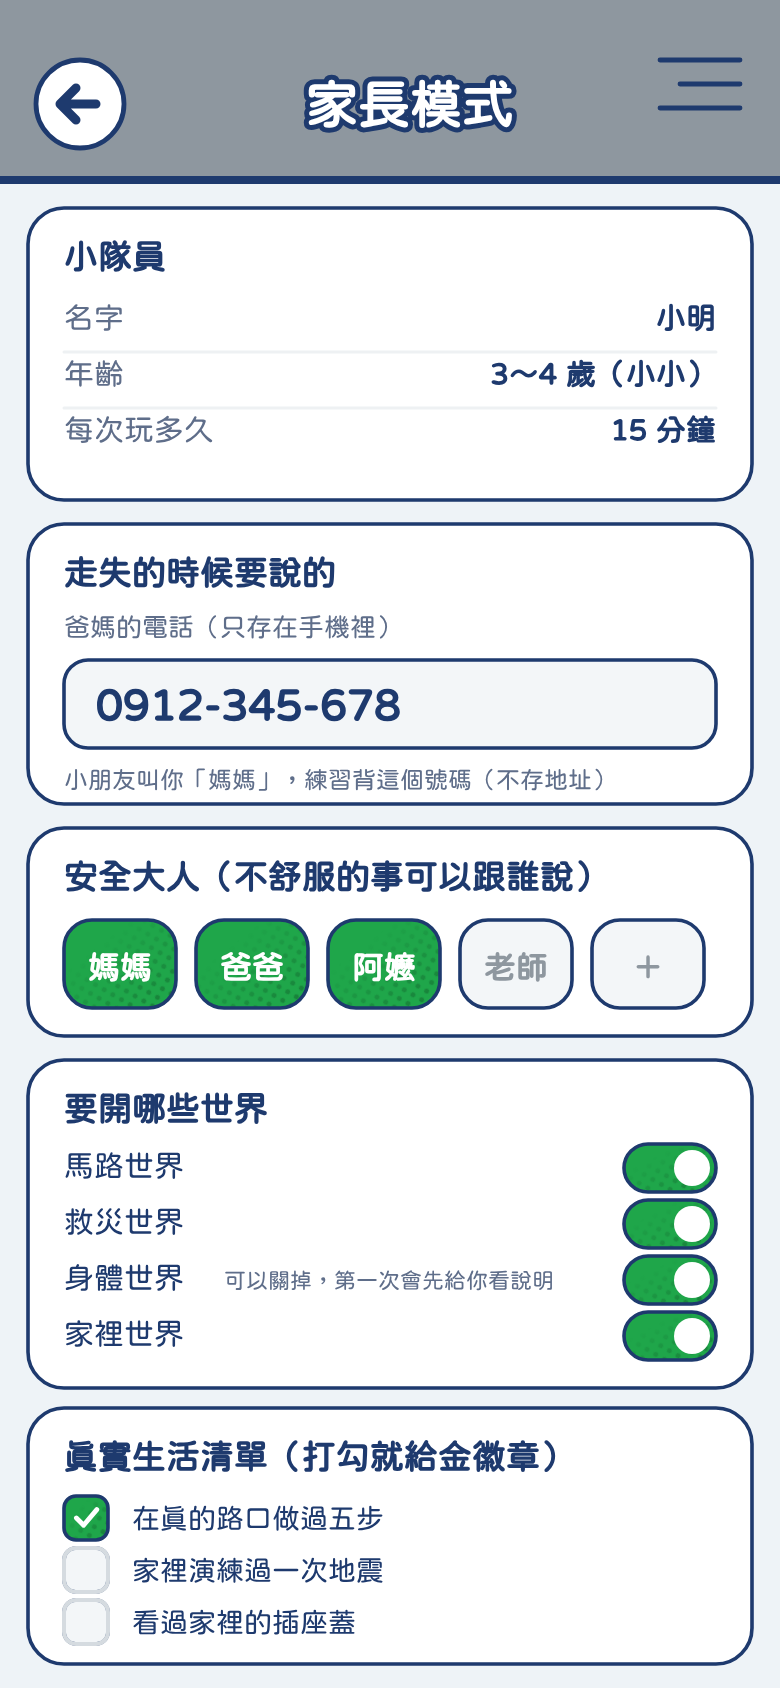 家長模式
小隊員
名字 小明
年齡 3～4 歲（小小）
每次玩多久 15 分鐘
走失的時候要說的
爸媽的電話（只存在手機裡）
0912-345-678
小朋友叫你「媽媽」，練習背這個號碼（不存地址）
安全大人（不舒服的事可以跟誰說）
媽媽 爸爸 阿嬤 老師 +
要開哪些世界
馬路世界
救災世界
身體世界 可以關掉，第一次會先給你看說明
家裡世界
真實生活清單（打勾就給金徽章）
在真的路口做過五步
家裡演練過一次地震
看過家裡的插座蓋